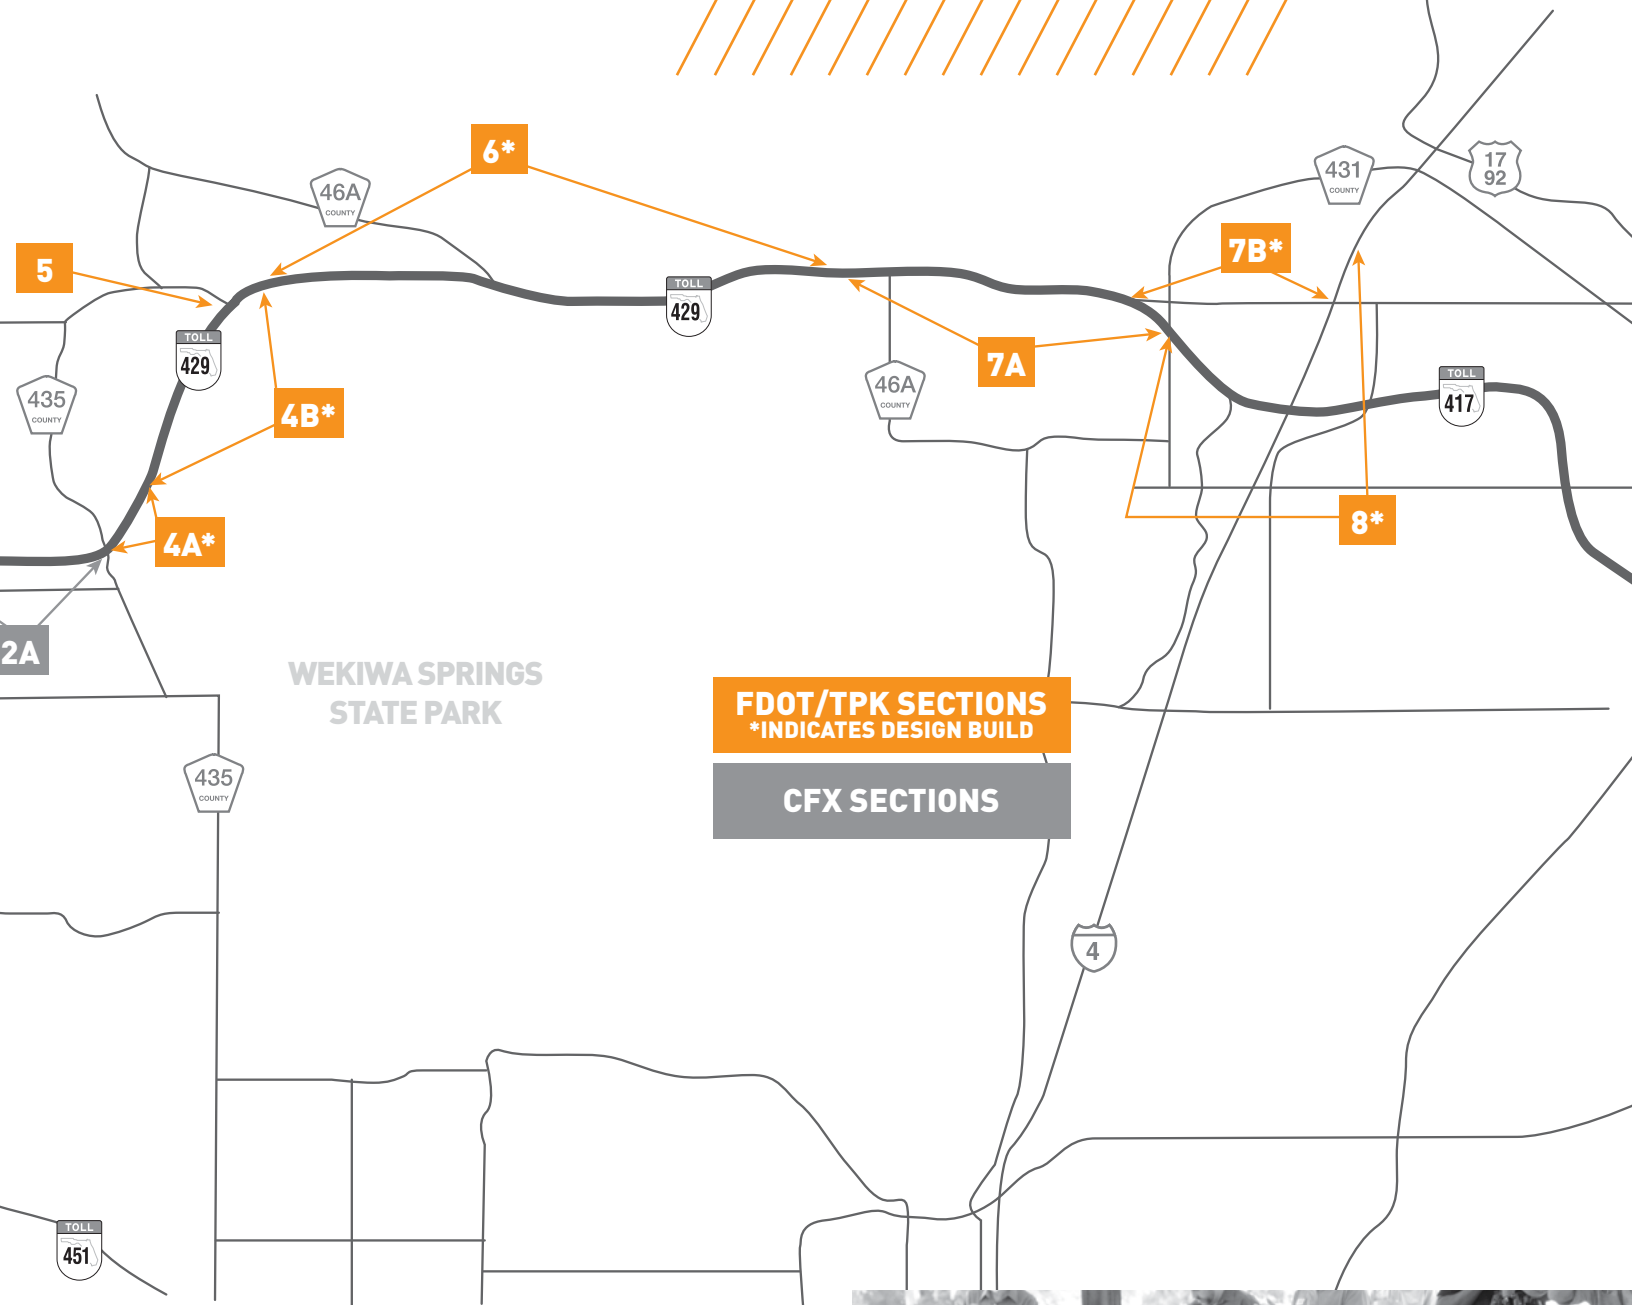 6*
17
92
431
COUNTY
46A
COUNTY
7B*
5
TOLL
429
TOLL
429
7A
46A
COUNTY
TOLL
417
435
COUNTY
4B*
8*
4A*
2A
WEKIWA SPRINGS
STATE PARK
FDOT/TPK SECTIONS
*INDICATES DESIGN BUILD
CFX SECTIONS
435
COUNTY
4
TOLL
451